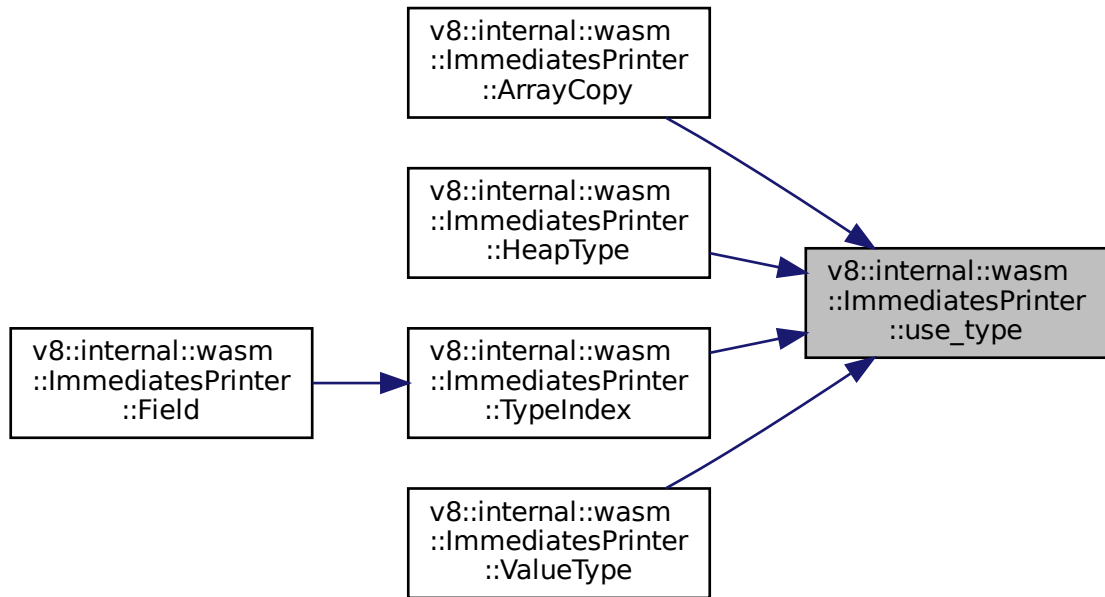 v8::internal::wasm
::ImmediatesPrinter
::ArrayCopy
v8::internal::wasm
::ImmediatesPrinter
::HeapType
v8::internal::wasm
::ImmediatesPrinter
::use_type
v8::internal::wasm
::ImmediatesPrinter
::Field
v8::internal::wasm
::ImmediatesPrinter
::TypeIndex
v8::internal::wasm
::ImmediatesPrinter
::ValueType